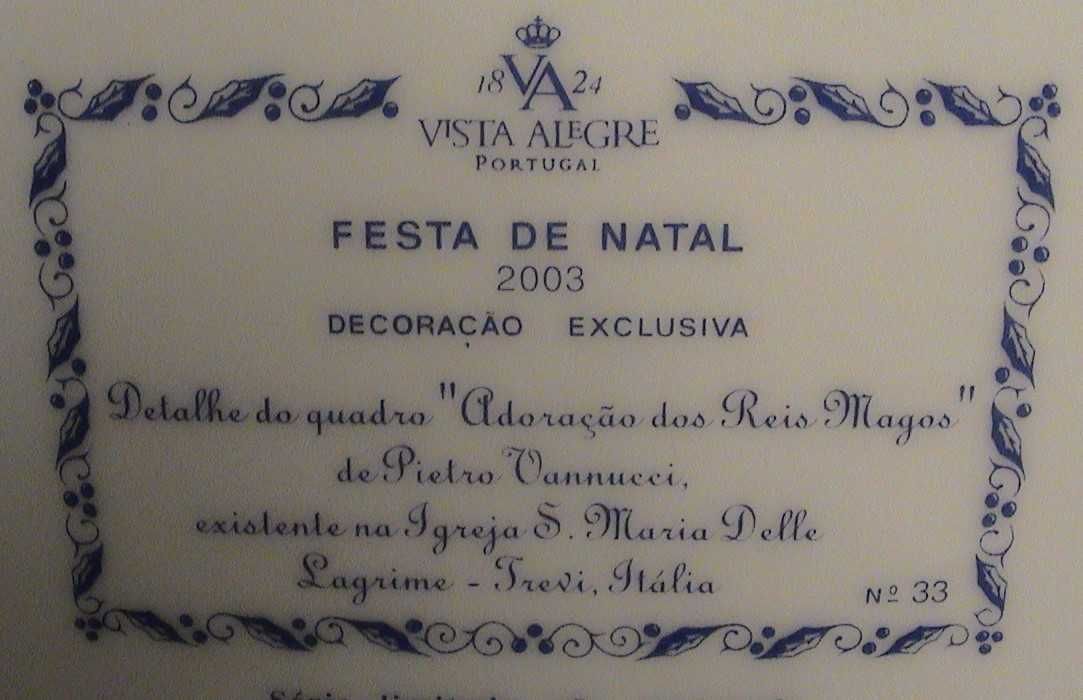 18 VA 24
VISTA ALEGRE
PORTUGAL
FESTA DE NATAL
2003
DECORAÇÃO EXCLUSIVA
Detalhe do quadro "Adoração dos Reis Magos"
de Pietro Vannucci,
existente na Igreja S. Maria Delle
Lagrime - Trevi, Itália
Nº 33